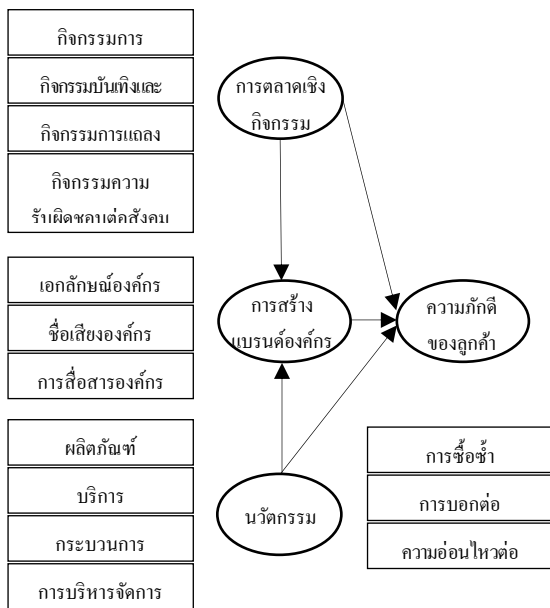 กิจกรรมการ
กิจกรรมบันเทิงและ
กิจกรรมการแถลง
กิจกรรมความ
รับผิดชอบต่อสังคม
การตลาดเชิง
กิจกรรม
เอกลักษณ์องค์กร
ชื่อเสียงองค์กร
การสื่อสารองค์กร
การสร้าง
แบรนด์องค์กร
ความภักดี
ของลูกค้า
ผลิตภัณฑ์
บริการ
กระบวนการ
การบริหารจัดการ
นวัตกรรม
การซื้อซ้ำ
การบอกต่อ
ความอ่อนไหวต่อ